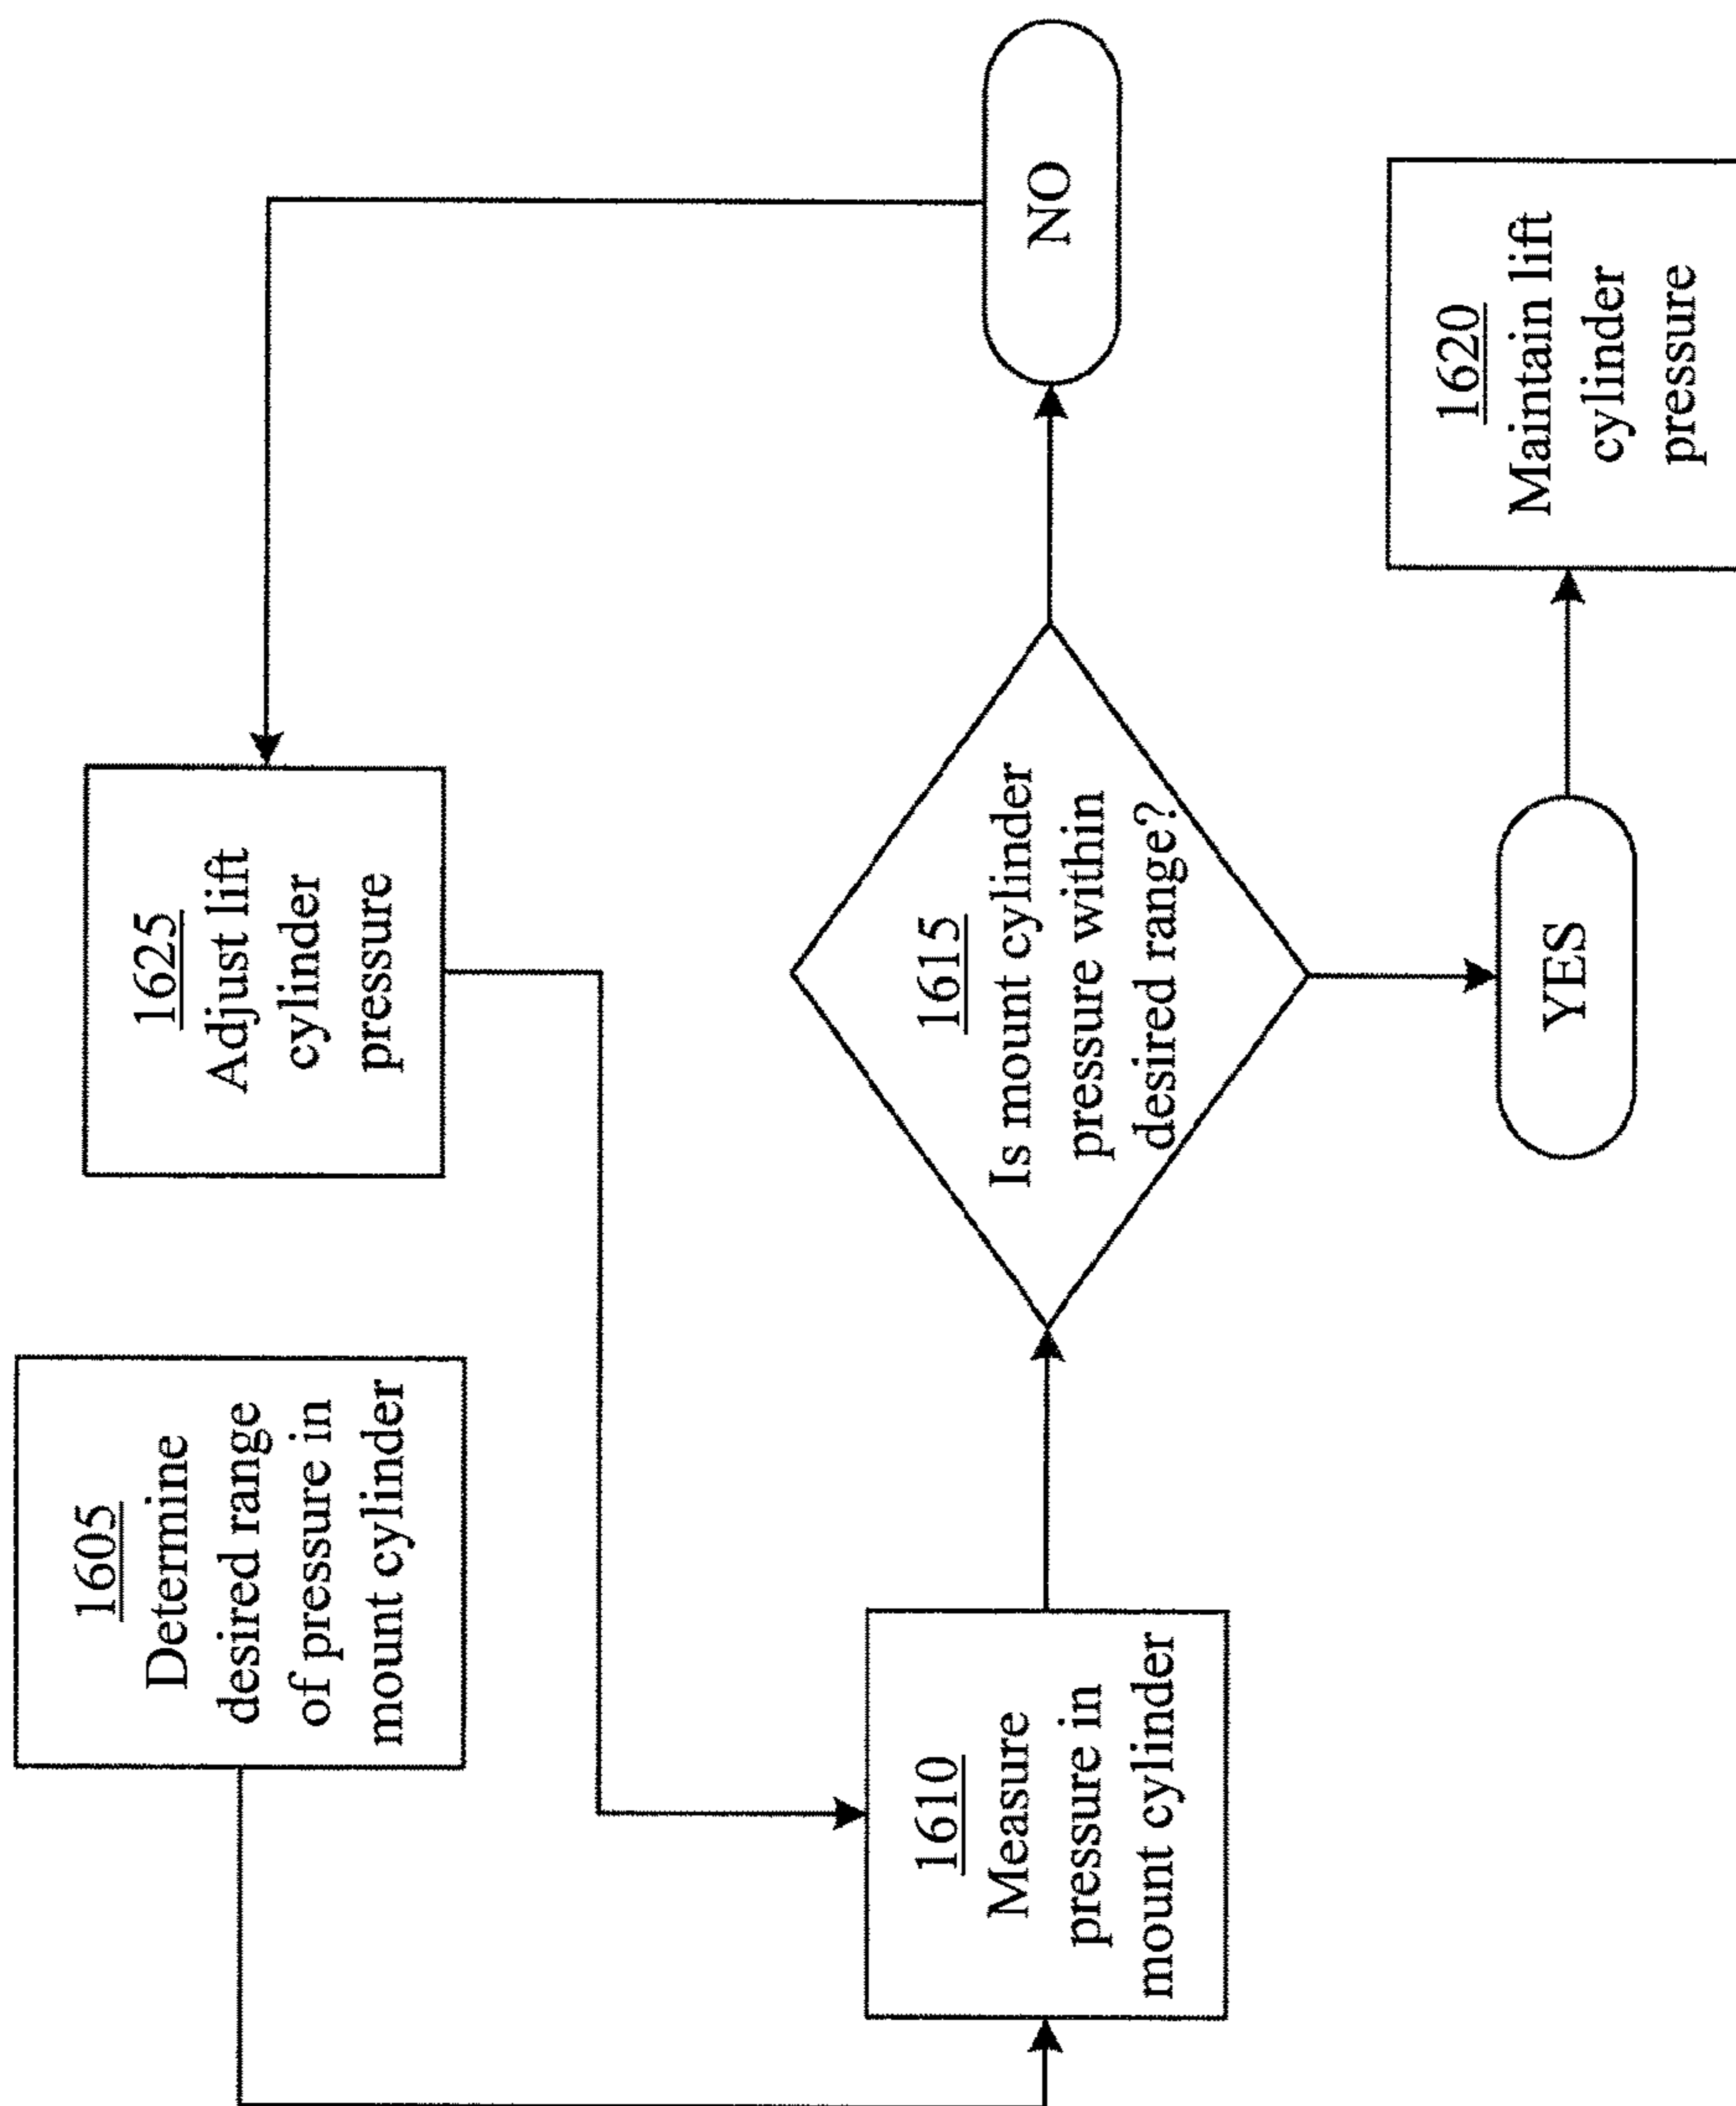 1605
Determine
desired range
of pressure in
mount cylinder
1625
Adjust lift
cylinder
pressure
1610
Measure
pressure in
mount cylinder
1615
Is mount cylinder
pressure within
desired range?
NO
YES
1620
Maintain lift
cylinder
pressure